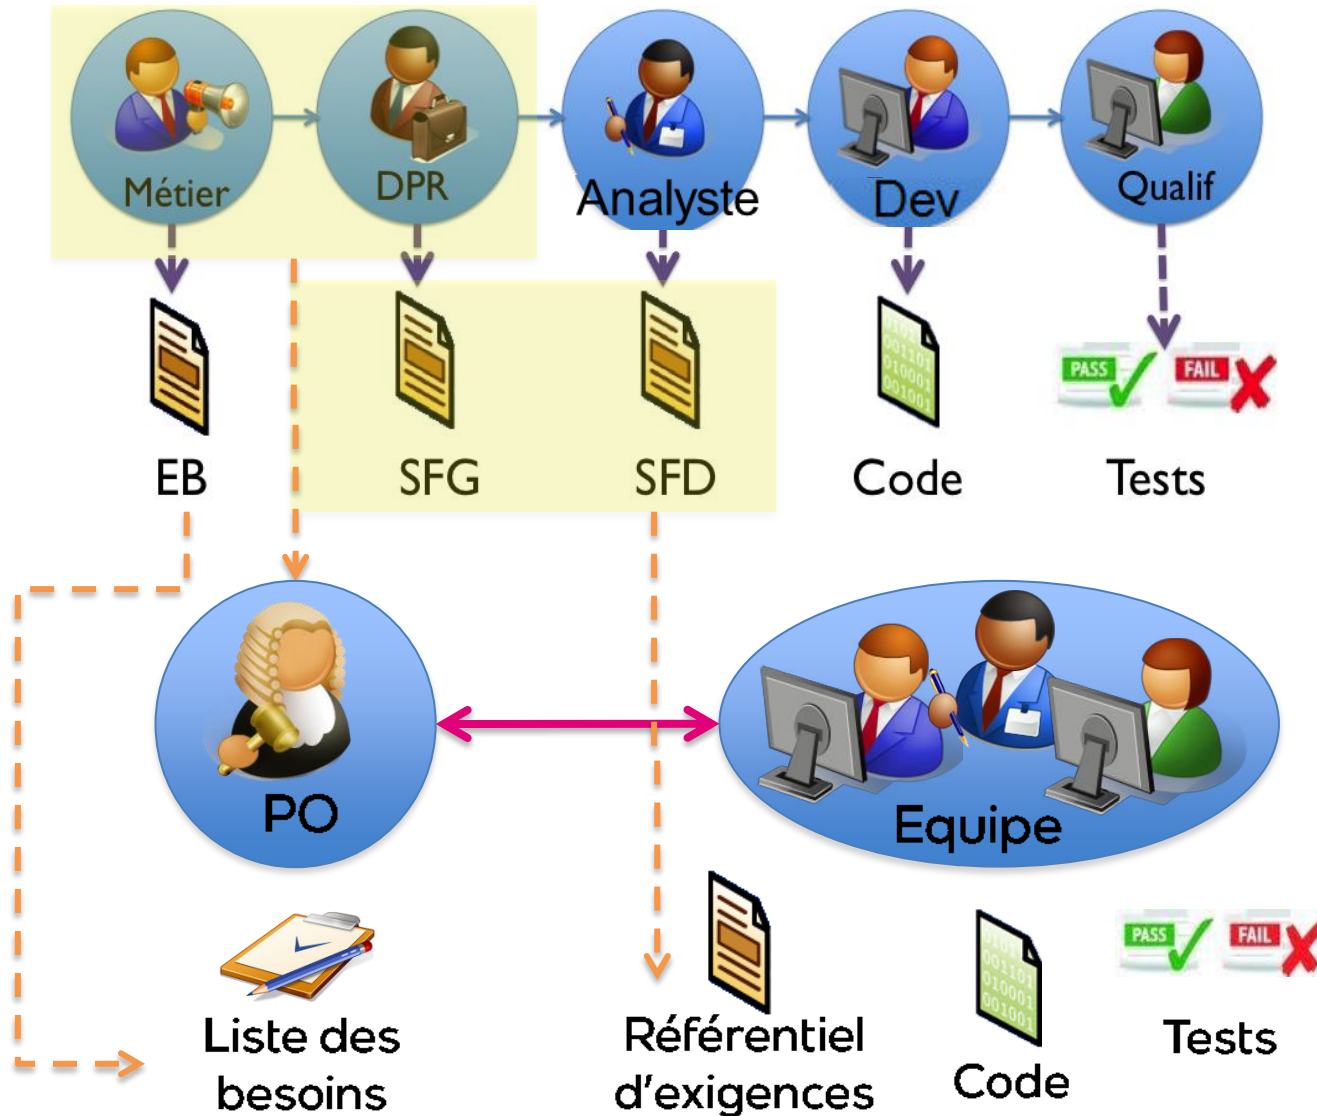 Métier
DPR
Analyste
Dev
Qualif
PASS
FAIL
EB
SFG
SFD
Code
Tests
PO
Equipe
PASS
FAIL
Liste des
besoins
Référentiel
d'exigences
Code
Tests